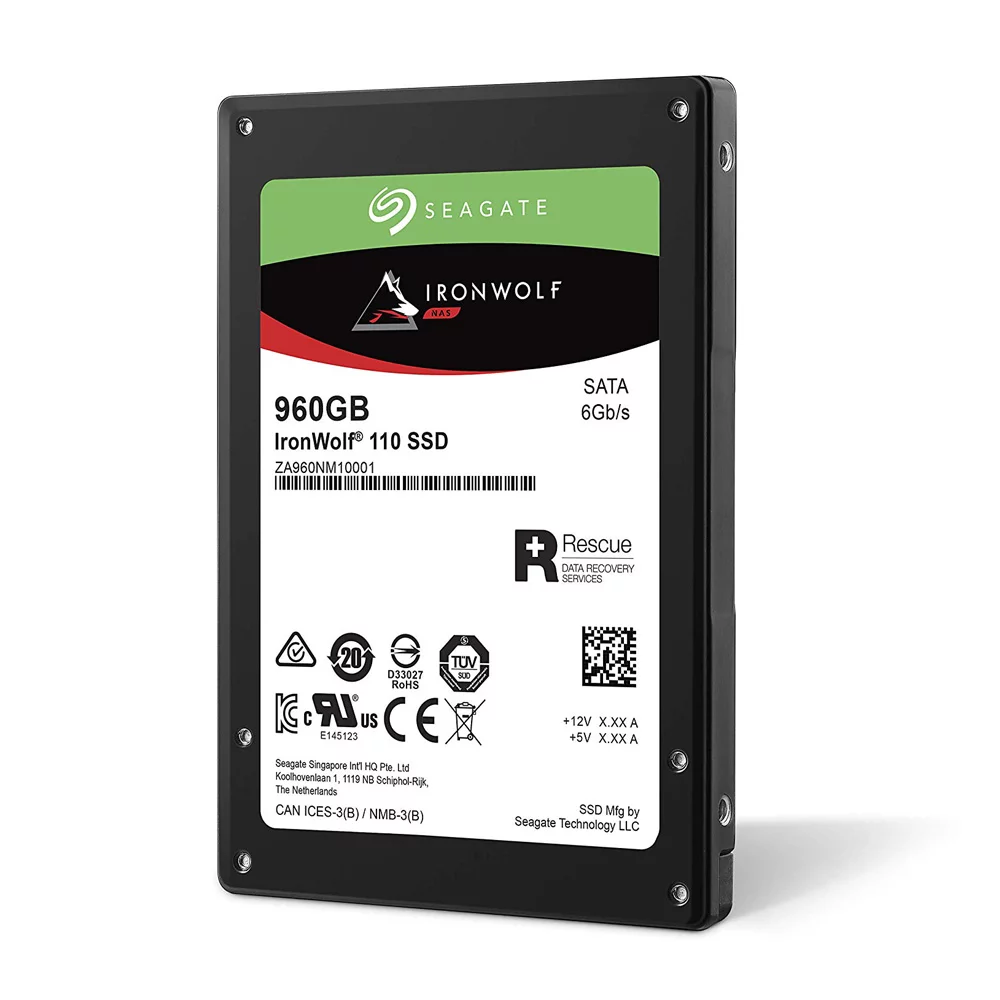 SEAGATE
IRONWOLF
NAS
960GB
IronWolf® 110 SSD
ZA960NM10001
SATA
6Gb/s
Rescue
DATA RECOVERY
SERVICES
20
D33027
RoHS
S
TÜV
SÜD
c RU® US
E145123
CE
+12V X.XX A
+5V X.XX A
Seagate Singapore Int'l HQ Pte. Ltd
Koolhovenlaan 1, 1119 NB Schiphol-Rijk,
The Netherlands
CAN ICES-3(B) / NMB-3(B)
SSD Mfg by
Seagate Technology LLC